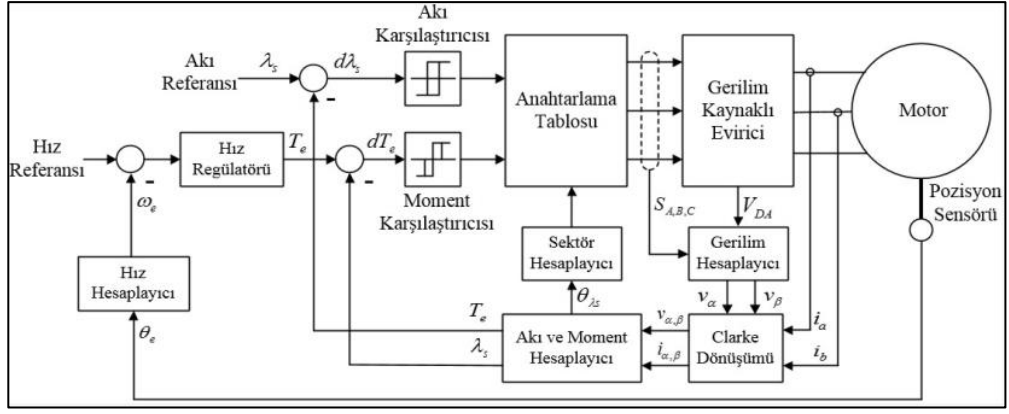 Akı
Karşılaştırıcısı
Akı
Referansı
λs
dλs
-
Anahtarlama
Tablosu
Gerilim
Kaynaklı
Evirici
Motor
Hız
Referansı
-
Hız
Regülatörü
Te
dTe
-
Moment
Karşılaştırıcısı
ωe
SA,B,C
VDA
Pozisyon
Sensörü
Sektör
Hesaplayıcı
Gerilim
Hesaplayıcı
Hız
Hesaplayıcı
θλs
vα
vβ
θe
Te
λs
Akı ve Moment
Hesaplayıcı
vα,β
iα,β
Clarke
Dönüşümü
ia
ib